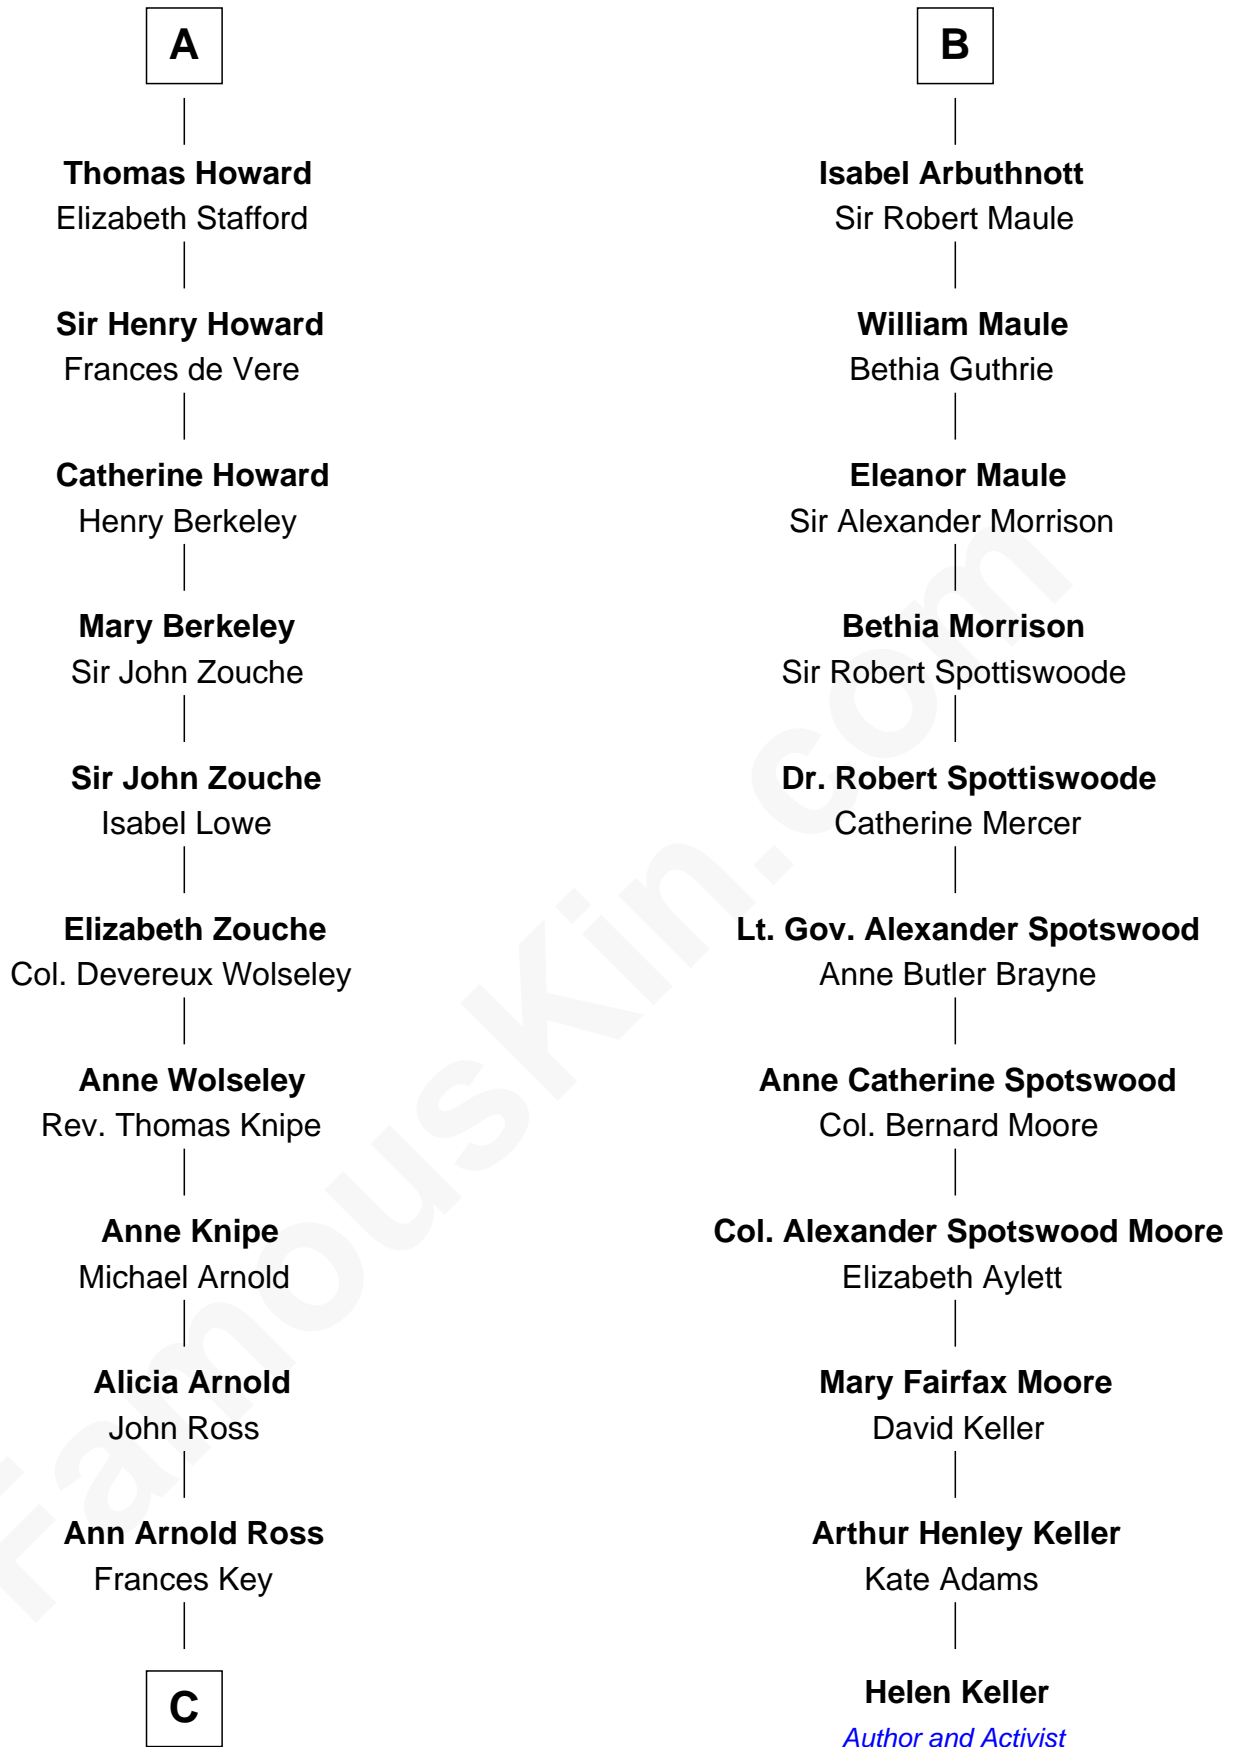 A
Thomas Howard
Elizabeth Stafford
Sir Henry Howard
Frances de Vere
Catherine Howard
Henry Berkeley
Mary Berkeley
Sir John Zouche
Sir John Zouche
Isabel Lowe
Elizabeth Zouche
Col. Devereux Wolseley
Anne Wolseley
Rev. Thomas Knipe
Anne Knipe
Michael Arnold
Alicia Arnold
John Ross
Ann Arnold Ross
Frances Key
C
B
Isabel Arbuthnott
Sir Robert Maule
William Maule
Bethia Guthrie
Eleanor Maule
Sir Alexander Morrison
Bethia Morrison
Sir Robert Spottiswoode
Dr. Robert Spottiswoode
Catherine Mercer
Lt. Gov. Alexander Spotswood
Anne Butler Brayne
Anne Catherine Spotswood
Col. Bernard Moore
Col. Alexander Spotswood Moore
Elizabeth Aylett
Mary Fairfax Moore
David Keller
Arthur Henley Keller
Kate Adams
Helen Keller
Author and Activist
FamousKin.com